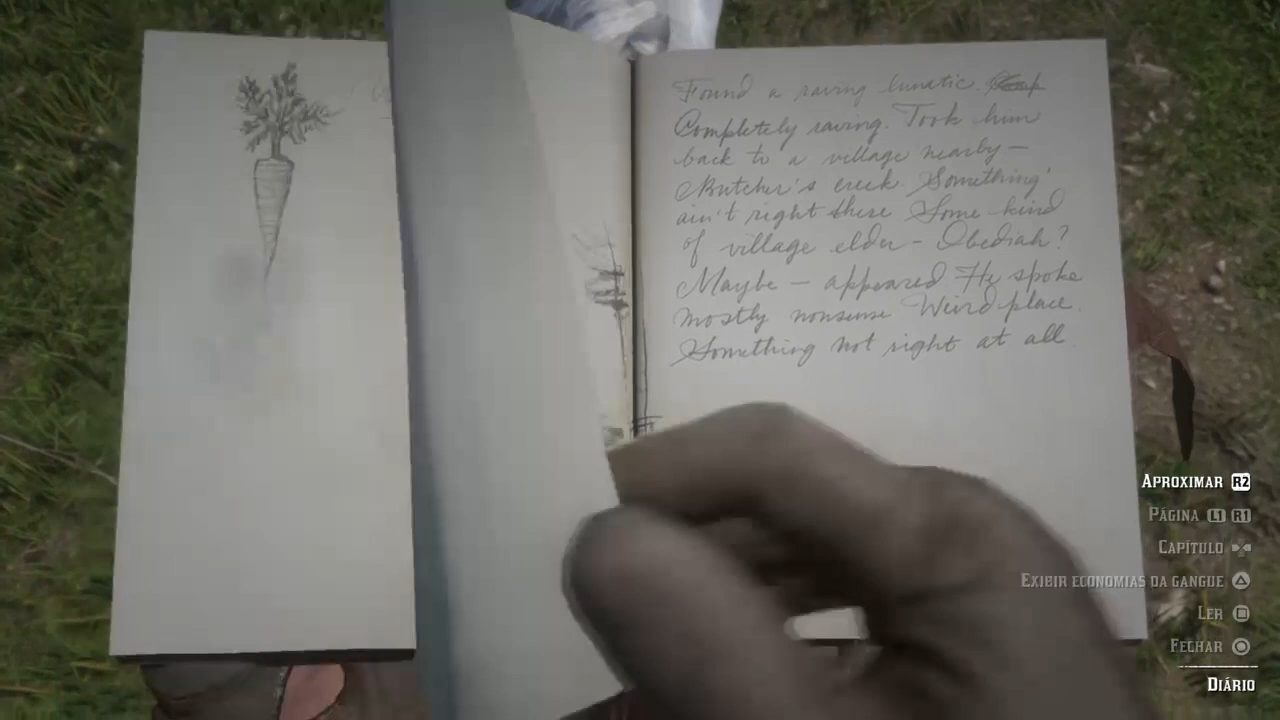 Found a raving lunatic.
Completely raving. Took him
back to a village nearby —
Butcher's creek. Something
ain't right there Some kind
of village elder - Obediah?
Maybe — appeared He spoke
mostly nonsense Weird place.
Something not right at all
APROXIMAR R2
PÁGINA L1 R1
CAPÍTULO
EXIBIR ECONOMIAS DA GANGUE
LER
FECHAR
DIÁRIO